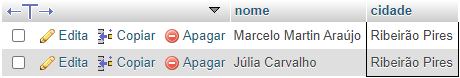 nome cidade
Edita Copiar Apagar Marcelo Martin Araújo Ribeirão Pires
Edita Copiar Apagar Júlia Carvalho Ribeirão Pires